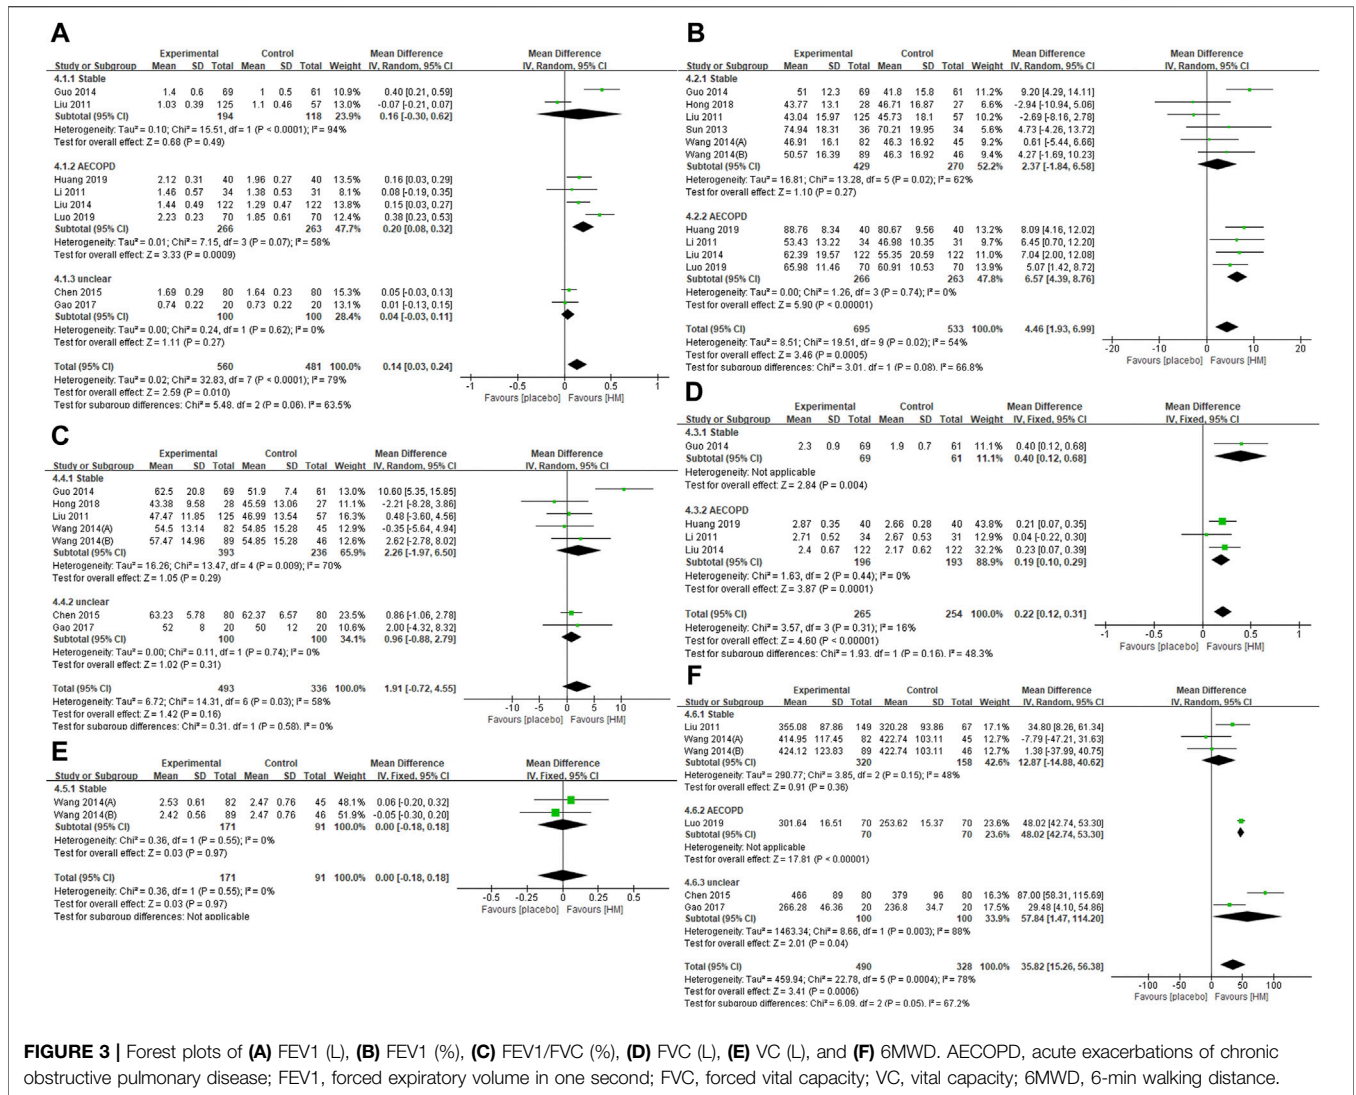 A
Experimental Control Mean Difference Mean Difference
Study or Subgroup Mean SD Total Mean SD Total Weight IV, Random, 95% CI IV, Random, 95% CI
4.1.1 Stable
Guo 2014 1.4 0.6 69 1 0.5 61 10.9% 0.40 [0.21, 0.59]
Liu 2011 1.03 0.39 125 1.1 0.46 57 13.0% -0.07 [-0.21, 0.07]
Subtotal (95% CI) 194 118 23.9% 0.16 [-0.30, 0.62]
Heterogeneity: Tau² = 0.10; Chi² = 15.51, df = 1 (P < 0.0001); I² = 94%
Test for overall effect: Z = 0.68 (P = 0.49)
4.1.2 AECOPD
Huang 2019 2.12 0.31 40 1.96 0.27 40 13.5% 0.16 [0.03, 0.29]
Li 2011 1.46 0.57 34 1.38 0.53 31 8.1% 0.08 [-0.19, 0.35]
Liu 2014 1.44 0.49 122 1.29 0.47 122 13.8% 0.15 [0.03, 0.27]
Luo 2019 2.23 0.23 70 1.85 0.61 70 12.4% 0.38 [0.23, 0.53]
Subtotal (95% CI) 266 263 47.7% 0.20 [0.08, 0.32]
Heterogeneity: Tau² = 0.01; Chi² = 7.15, df = 3 (P = 0.07); I² = 58%
Test for overall effect: Z = 3.33 (P = 0.0009)
4.1.3 unclear
Chen 2015 1.69 0.29 80 1.64 0.23 80 15.3% 0.05 [-0.03, 0.13]
Gao 2017 0.74 0.22 20 0.73 0.22 20 13.1% 0.01 [-0.13, 0.15]
Subtotal (95% CI) 100 100 28.4% 0.04 [-0.03, 0.11]
Heterogeneity: Tau² = 0.00; Chi² = 0.24, df = 1 (P = 0.62); I² = 0%
Test for overall effect: Z = 1.11 (P = 0.27)
Total (95% CI) 560 481 100.0% 0.14 [0.03, 0.24]
Heterogeneity: Tau² = 0.02; Chi² = 32.83, df = 7 (P < 0.0001); I² = 79%
Test for overall effect: Z = 2.59 (P = 0.010)
Test for subgroup differences: Chi² = 5.48, df = 2 (P = 0.06), I² = 63.5%
-1 -0.5 0 0.5 1
Favours [placebo] Favours [HM]
B
Experimental Control Mean Difference Mean Difference
Study or Subgroup Mean SD Total Mean SD Total Weight IV, Random, 95% CI IV, Random, 95% CI
4.2.1 Stable
Guo 2014 51 12.3 69 41.8 15.8 61 11.2% 9.20 [4.29, 14.11]
Hong 2018 43.77 13.1 28 46.71 16.87 27 6.6% -2.94 [-10.94, 5.06]
Liu 2011 43.04 15.97 125 45.73 18.1 57 10.7% -2.69 [-8.16, 2.78]
Sun 2013 74.94 18.31 36 70.21 19.95 34 5.6% 4.73 [-4.26, 13.72]
Wang 2014(A) 46.91 16.1 82 46.3 16.92 45 9.2% 0.61 [-5.44, 6.66]
Wang 2014(B) 50.57 16.39 89 46.3 16.92 46 9.4% 4.27 [-1.69, 10.23]
Subtotal (95% CI) 429 270 52.2% 2.37 [-1.84, 6.58]
Heterogeneity: Tau² = 16.81; Chi² = 13.28, df = 5 (P = 0.02); I² = 62%
Test for overall effect: Z = 1.10 (P = 0.27)
4.2.2 AECOPD
Huang 2019 88.76 8.34 40 80.67 9.56 40 13.2% 8.09 [4.16, 12.02]
Li 2011 53.43 13.22 34 46.98 10.35 31 9.7% 6.45 [0.70, 12.20]
Liu 2014 62.39 19.57 122 55.35 20.59 122 11.1% 7.04 [2.00, 12.08]
Luo 2019 65.98 11.46 70 60.91 10.53 70 13.9% 5.07 [1.42, 8.72]
Subtotal (95% CI) 266 263 47.8% 6.57 [4.39, 8.76]
Heterogeneity: Tau² = 0.00; Chi² = 1.26, df = 3 (P = 0.74); I² = 0%
Test for overall effect: Z = 5.90 (P < 0.00001)
Total (95% CI) 695 533 100.0% 4.46 [1.93, 6.99]
Heterogeneity: Tau² = 8.51; Chi² = 19.51, df = 9 (P = 0.02); I² = 54%
Test for overall effect: Z = 3.46 (P = 0.0005)
Test for subgroup differences: Chi² = 3.01, df = 1 (P = 0.08), I² = 66.8%
-20 -10 0 10 20
Favours [placebo] Favours [HM]
C
Experimental Control Mean Difference Mean Difference
Study or Subgroup Mean SD Total Mean SD Total Weight IV, Random, 95% CI IV, Random, 95% CI
4.4.1 Stable
Guo 2014 62.5 20.8 69 51.9 7.4 61 13.0% 10.60 [5.35, 15.85]
Hong 2018 43.38 9.58 28 45.59 13.06 27 11.1% -2.21 [-8.28, 3.86]
Liu 2011 47.47 11.85 125 46.99 13.54 57 16.3% 0.48 [-3.60, 4.56]
Wang 2014(A) 54.5 13.14 82 54.85 15.28 45 12.9% -0.35 [-5.64, 4.94]
Wang 2014(B) 57.47 14.96 89 54.85 15.28 46 12.6% 2.62 [-2.78, 8.02]
Subtotal (95% CI) 393 236 65.9% 2.26 [-1.97, 6.50]
Heterogeneity: Tau² = 16.26; Chi² = 13.47, df = 4 (P = 0.009); I² = 70%
Test for overall effect: Z = 1.05 (P = 0.29)
4.4.2 unclear
Chen 2015 63.23 5.78 80 62.37 6.57 80 23.5% 0.86 [-1.06, 2.78]
Gao 2017 52 8 20 50 12 20 10.6% 2.00 [-4.32, 8.32]
Subtotal (95% CI) 100 100 34.1% 0.96 [-0.88, 2.79]
Heterogeneity: Tau² = 0.00; Chi² = 0.11, df = 1 (P = 0.74); I² = 0%
Test for overall effect: Z = 1.02 (P = 0.31)
Total (95% CI) 493 336 100.0% 1.91 [-0.72, 4.55]
Heterogeneity: Tau² = 6.72; Chi² = 14.31, df = 6 (P = 0.03); I² = 58%
Test for overall effect: Z = 1.42 (P = 0.16)
Test for subgroup differences: Chi² = 0.31, df = 1 (P = 0.58), I² = 0%
-10 -5 0 5 10
Favours [placebo] Favours [HM]
D
Experimental Control Mean Difference Mean Difference
Study or Subgroup Mean SD Total Mean SD Total Weight IV, Fixed, 95% CI IV, Fixed, 95% CI
4.3.1 Stable
Guo 2014 2.3 0.9 69 1.9 0.7 61 11.1% 0.40 [0.12, 0.68]
Subtotal (95% CI) 69 61 11.1% 0.40 [0.12, 0.68]
Heterogeneity: Not applicable
Test for overall effect: Z = 2.84 (P = 0.004)
4.3.2 AECOPD
Huang 2019 2.87 0.35 40 2.66 0.28 40 43.8% 0.21 [0.07, 0.35]
Li 2011 2.71 0.52 34 2.67 0.53 31 12.9% 0.04 [-0.22, 0.30]
Liu 2014 2.4 0.67 122 2.17 0.62 122 32.2% 0.23 [0.07, 0.39]
Subtotal (95% CI) 196 193 88.9% 0.19 [0.10, 0.29]
Heterogeneity: Chi² = 1.63, df = 2 (P = 0.44); I² = 0%
Test for overall effect: Z = 3.87 (P = 0.0001)
Total (95% CI) 265 254 100.0% 0.22 [0.12, 0.31]
Heterogeneity: Chi² = 3.57, df = 3 (P = 0.31); I² = 16%
Test for overall effect: Z = 4.60 (P < 0.00001)
Test for subgroup differences: Chi² = 1.93, df = 1 (P = 0.16), I² = 48.3%
-1 -0.5 0 0.5 1
Favours [placebo] Favours [HM]
E
Experimental Control Mean Difference Mean Difference
Study or Subgroup Mean SD Total Mean SD Total Weight IV, Fixed, 95% CI IV, Fixed, 95% CI
4.5.1 Stable
Wang 2014(A) 2.53 0.61 82 2.47 0.76 45 48.1% -0.06 [-0.20, 0.32]
Wang 2014(B) 2.42 0.56 89 2.47 0.76 46 51.9% -0.05 [-0.30, 0.20]
Subtotal (95% CI) 171 91 100.0% 0.00 [-0.18, 0.18]
Heterogeneity: Chi² = 0.36, df = 1 (P = 0.55); I² = 0%
Test for overall effect: Z = 0.03 (P = 0.97)
Total (95% CI) 171 91 100.0% 0.00 [-0.18, 0.18]
Heterogeneity: Chi² = 0.36, df = 1 (P = 0.55); I² = 0%
Test for overall effect: Z = 0.03 (P = 0.97)
Test for subgroup differences: Not applicable
-0.5 -0.25 0 0.25 0.5
Favours [placebo] Favours [HM]
F
Experimental Control Mean Difference Mean Difference
Study or Subgroup Mean SD Total Mean SD Total Weight IV, Random, 95% CI IV, Random, 95% CI
4.6.1 Stable
Liu 2011 355.08 87.86 149 320.28 93.86 67 17.1% 34.80 [8.26, 61.34]
Wang 2014(A) 414.95 117.45 82 422.74 103.11 45 12.7% -7.79 [-47.21, 31.63]
Wang 2014(B) 424.12 123.83 89 422.74 103.11 46 12.7% 1.38 [-37.99, 40.75]
Subtotal (95% CI) 320 158 42.6% 12.87 [-14.88, 40.62]
Heterogeneity: Tau² = 290.77; Chi² = 3.85, df = 2 (P = 0.15); I² = 48%
Test for overall effect: Z = 0.91 (P = 0.36)
4.6.2 AECOPD
Luo 2019 301.64 16.51 70 253.62 15.37 70 23.6% 48.02 [42.74, 53.30]
Subtotal (95% CI) 70 70 23.6% 48.02 [42.74, 53.30]
Heterogeneity: Not applicable
Test for overall effect: Z = 17.81 (P < 0.00001)
4.6.3 unclear
Chen 2015 466 89 80 379 96 80 16.3% 87.00 [58.31, 115.69]
Gao 2017 266.28 46.36 20 236.8 34.7 20 17.5% 29.48 [4.10, 54.86]
Subtotal (95% CI) 100 100 33.9% 57.84 [1.47, 114.20]
Heterogeneity: Tau² = 1463.34; Chi² = 8.66, df = 1 (P = 0.003); I² = 88%
Test for overall effect: Z = 2.01 (P = 0.04)
Total (95% CI) 490 328 100.0% 35.82 [15.26, 56.38]
Heterogeneity: Tau² = 459.94; Chi² = 22.78, df = 5 (P = 0.0004); I² = 78%
Test for overall effect: Z = 3.41 (P = 0.0006)
Test for subgroup differences: Chi² = 6.09, df = 2 (P = 0.05), I² = 67.2%
-100 -50 0 50 100
Favours [placebo] Favours [HM]
FIGURE 3 | Forest plots of (A) FEV1 (L), (B) FEV1 (%), (C) FEV1/FVC (%), (D) FVC (L), (E) VC (L), and (F) 6MWD. AECOPD, acute exacerbations of chronic
obstructive pulmonary disease; FEV1, forced expiratory volume in one second; FVC, forced vital capacity; VC, vital capacity; 6MWD, 6-min walking distance.